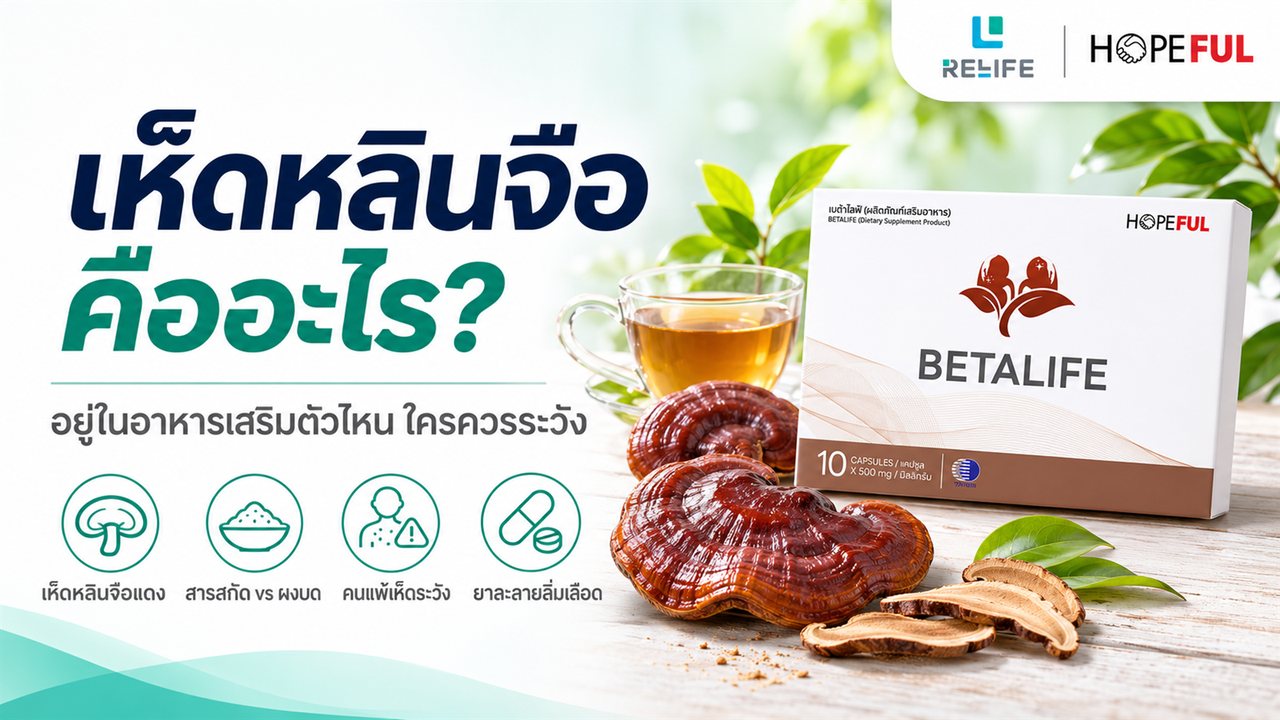 RELIFE
HOPEFUL
เห็ดหลินจือ
คืออะไร?
อยู่ในอาหารเสริมตัวไหน ใครควรระวัง
เห็ดหลินจือแดง
สารสกัด vs ผงบด
คนแพ้เห็ดระวัง
ยาละลายลิ่มเลือด
เบต้าไลฟ์ (ผลิตภัณฑ์เสริมอาหาร)
BETALIFE (Dietary Supplement Product)
HOPEFUL
BETALIFE
10 CAPSULES / แคปซูล
X 500 mg / มิลลิกรัม